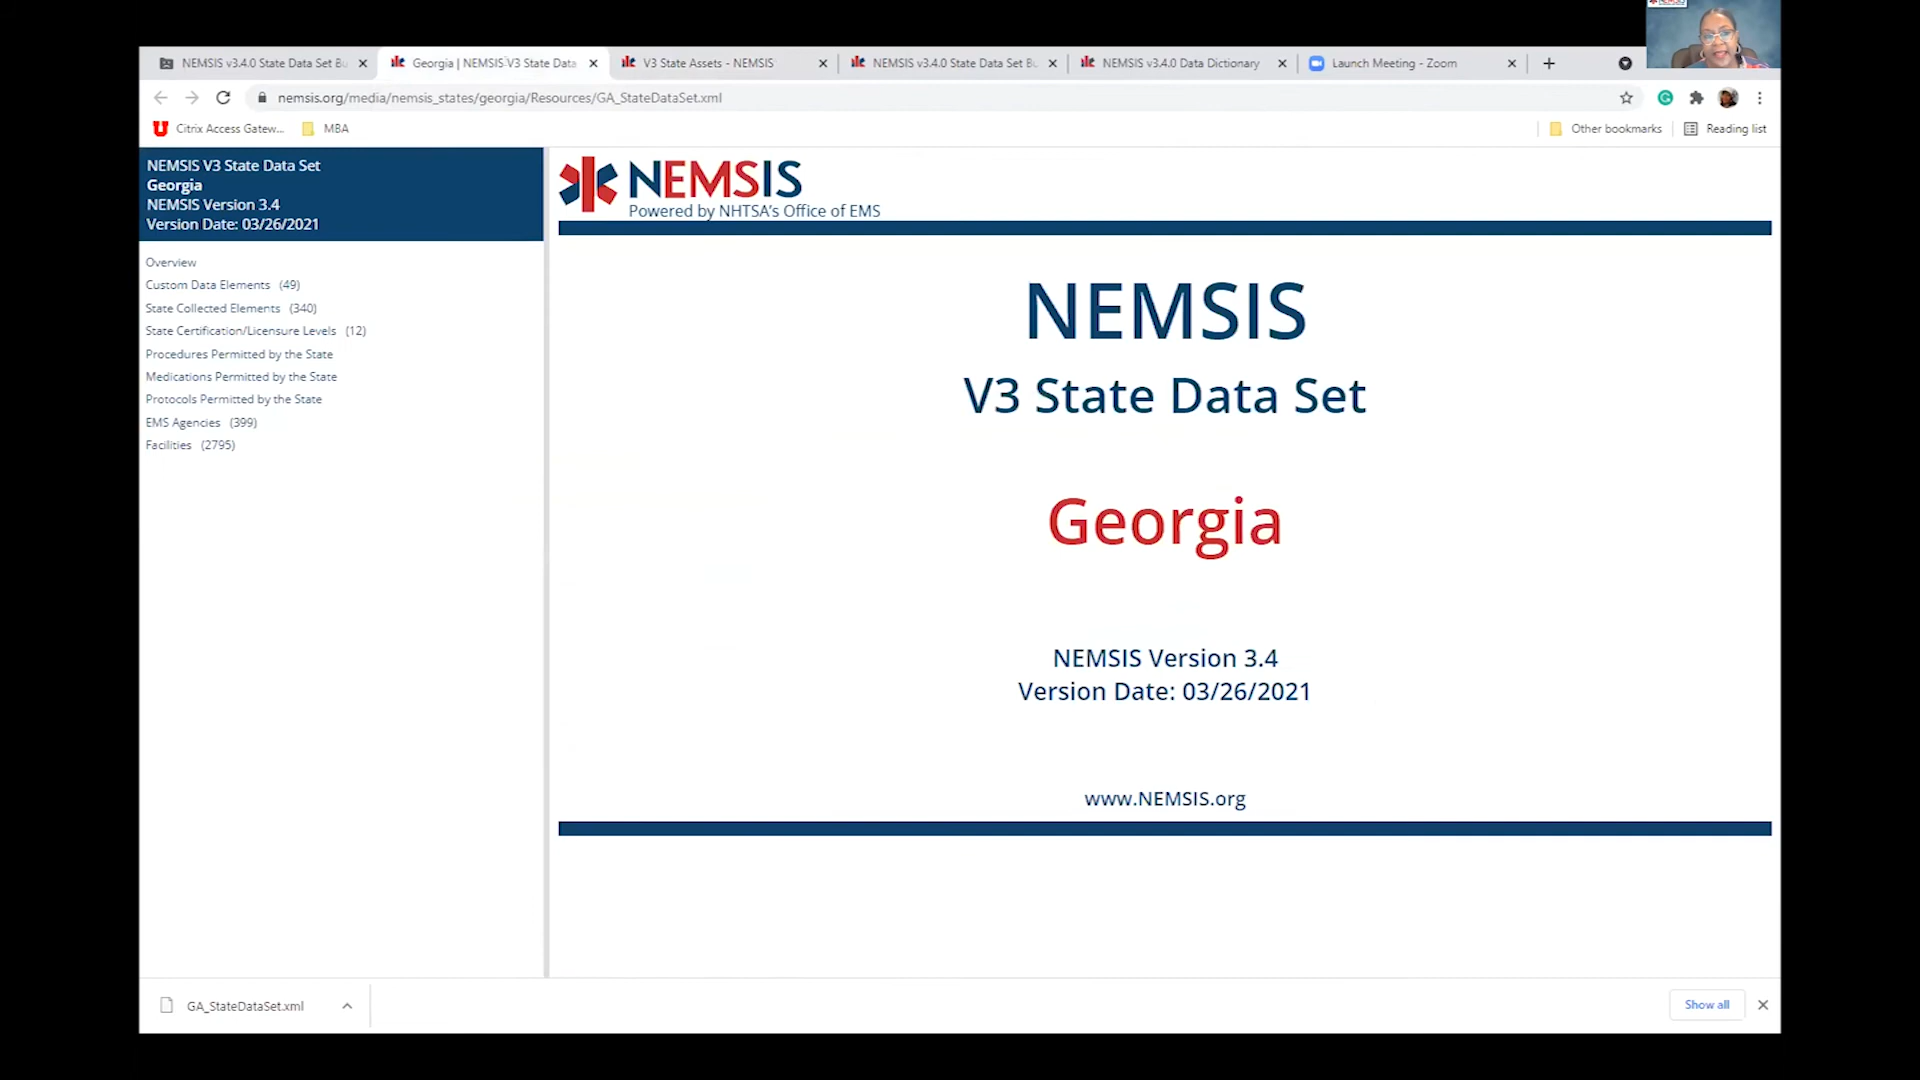 NEMSIS v3.4.0 State Data Set Bu
Georgia | NEMSIS V3 State Data
V3 State Assets - NEMSIS
NEMSIS v3.4.0 State Data Set Bu
NEMSIS v3.4.0 Data Dictionary
Launch Meeting - Zoom
nemsis.org/media/nemsis_states/georgia/Resources/GA_StateDataSet.xml
Citrix Access Gatew...
MBA
Other bookmarks
Reading list
NEMSIS V3 State Data Set
Georgia
NEMSIS Version 3.4
Version Date: 03/26/2021
Overview
Custom Data Elements (49)
State Collected Elements (340)
State Certification/Licensure Levels (12)
Procedures Permitted by the State
Medications Permitted by the State
Protocols Permitted by the State
EMS Agencies (399)
Facilities (2795)
NEMSIS
Powered by NHTSA's Office of EMS
NEMSIS
V3 State Data Set
Georgia
NEMSIS Version 3.4
Version Date: 03/26/2021
www.NEMSIS.org
GA_StateDataSet.xml
Show all